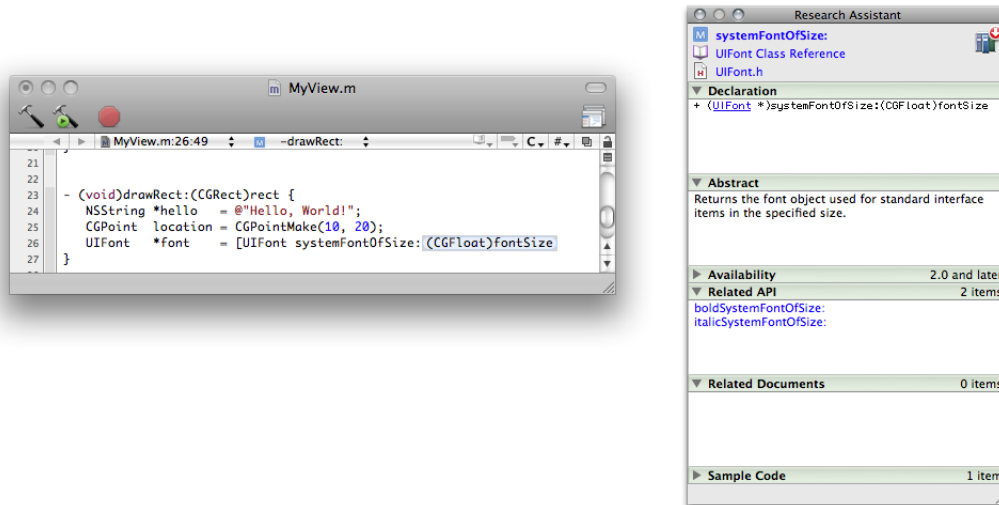 MyView.m
MyView.m:26:49 M -drawRect: C #
21
22
23 - (void)drawRect:(CGRect)rect {
24 NSString *hello = @"Hello, World!";
25 CGPoint location = CGPointMake(10, 20);
26 UIFont *font = [UIFont systemFontOfSize:(CGFloat)fontSize
27 }
Research Assistant
M systemFontOfSize:
UIFont Class Reference
H UIFont.h
Declaration
+ (UIFont *)systemFontOfSize:(CGFloat)fontSize
Abstract
Returns the font object used for standard interface
items in the specified size.
Availability 2.0 and later
Related API 2 items
boldSystemFontOfSize:
italicSystemFontOfSize:
Related Documents 0 items
Sample Code 1 item